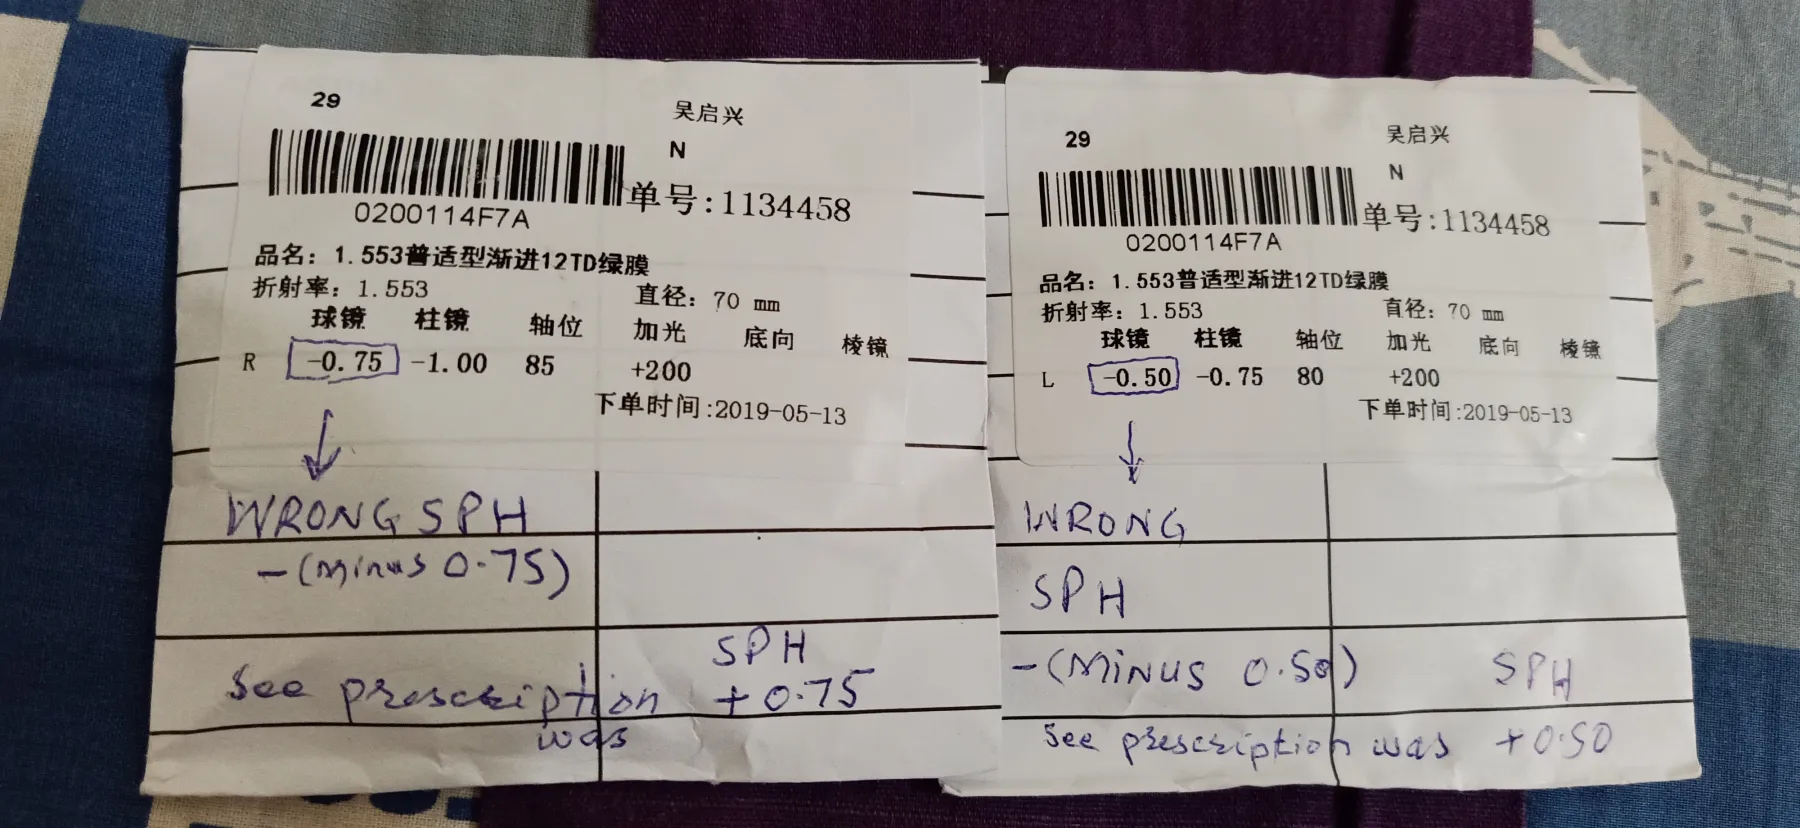 29
吴启兴
N
单号:1134458
0200114F7A
品名: 1.553普适型渐进12TD绿膜
折射率: 1.553 直径: 70 mm
球镜 柱镜 轴位 加光 底向 棱镜
R -0.75 -1.00 85 +200
下单时间:2019-05-13
WRONG SPH
- (Minus 0.75)
SPH
See prescription +0.75
was
29
吴启兴
N
单号:1134458
0200114F7A
品名: 1.553普适型渐进12TD绿膜
折射率: 1.553 直径: 70 mm
球镜 柱镜 轴位 加光 底向 棱镜
L -0.50 -0.75 80 +200
下单时间:2019-05-13
WRONG
SPH
- (MINUS 0.50) SPH
See prescription was +0.50